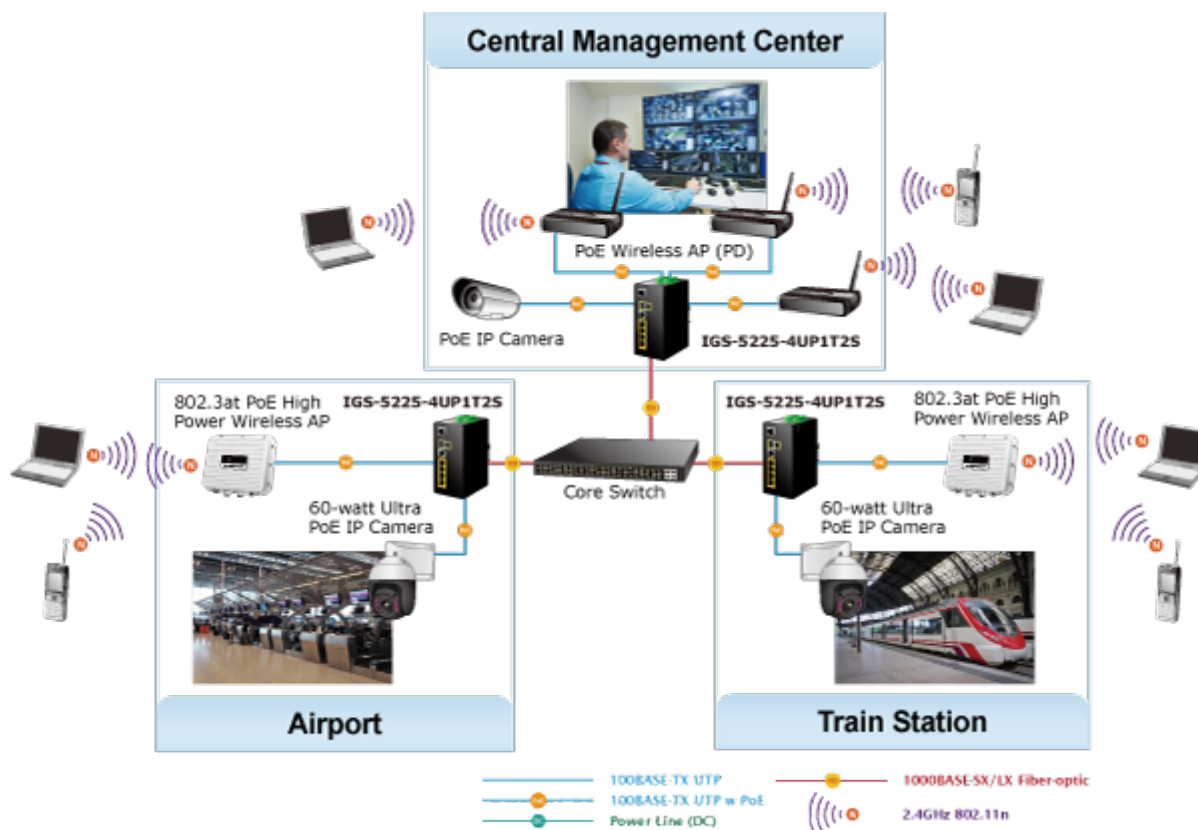 Central Management Center
PoE Wireless AP (PD)
PoE IP Camera
IGS-5225-4UP1T2S
802.3at PoE High
Power Wireless AP
IGS-5225-4UP1T2S
60-watt Ultra
PoE IP Camera
Airport
Core Switch
IGS-5225-4UP1T2S
802.3at PoE High
Power Wireless AP
60-watt Ultra
PoE IP Camera
Train Station
100BASE-TX UTP
100BASE-TX UTP w PoE
Power Line (DC)
1000BASE-SX/LX Fiber-optic
2.4GHz 802.11n
N
N
N
N
N
N
N
N
N
N
N
N
N